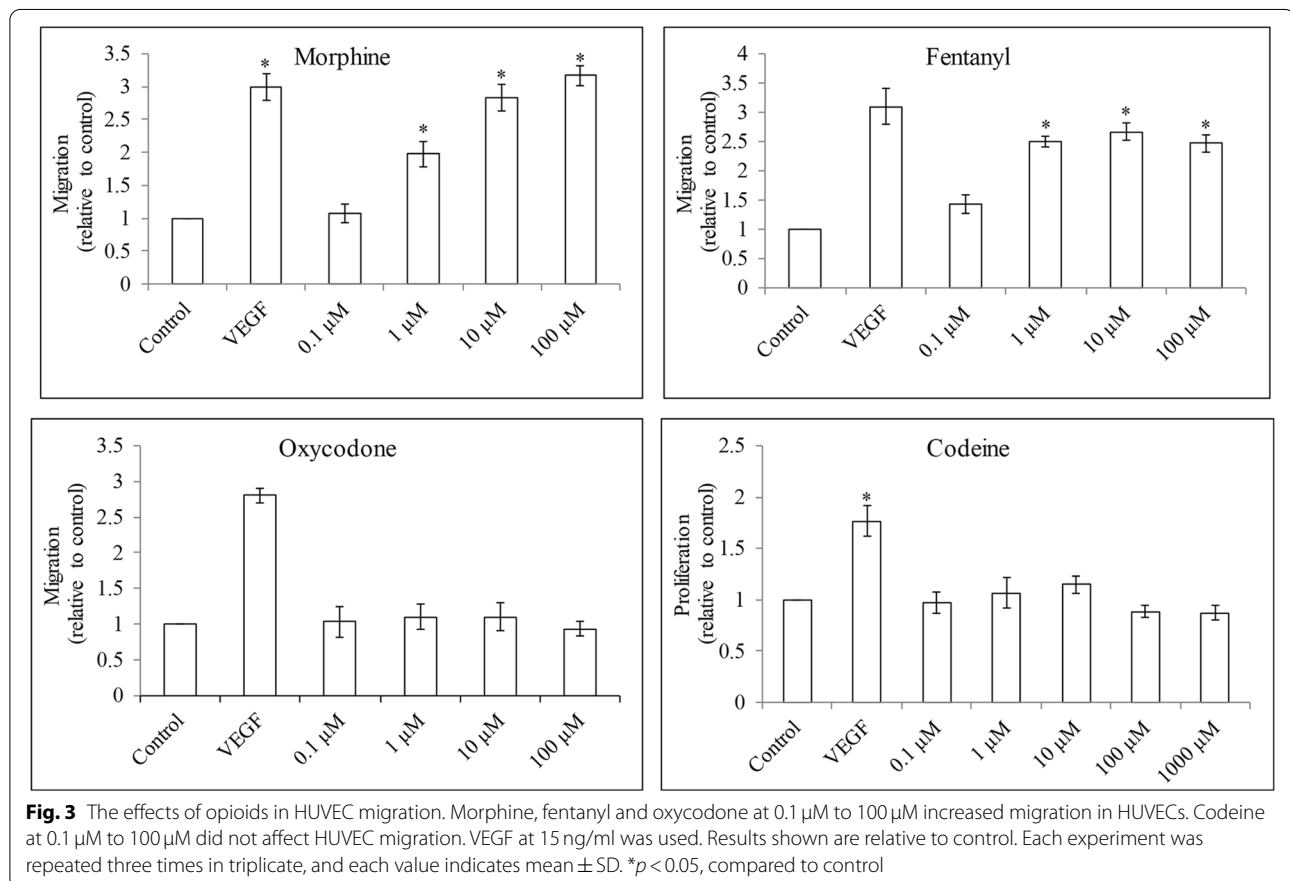 Morphine
Migration
(relative to control)
3.5
3
2.5
2
1.5
1
0.5
0
*
*
*
*
Control
VEGF
0.1 μM
1 μM
10 μM
100 μM
Fentanyl
Migration
(relative to control)
4
3.5
3
2.5
2
1.5
1
0.5
0
*
*
*
Control
VEGF
0.1 μM
1 μM
10 μM
100 μM
Oxycodone
Migration
(relative to control)
3.5
3
2.5
2
1.5
1
0.5
0
Control
VEGF
0.1 μM
1 μM
10 μM
100 μM
Codeine
Proliferation
(relative to control)
2.5
2
1.5
1
0.5
0
*
Control
VEGF
0.1 μM
1 μM
10 μM
100 μM
1000 μM
Fig. 3 The effects of opioids in HUVEC migration. Morphine, fentanyl and oxycodone at 0.1 μM to 100 μM increased migration in HUVECs. Codeine
at 0.1 μM to 100 μM did not affect HUVEC migration. VEGF at 15 ng/ml was used. Results shown are relative to control. Each experiment was
repeated three times in triplicate, and each value indicates mean ± SD. *p < 0.05, compared to control